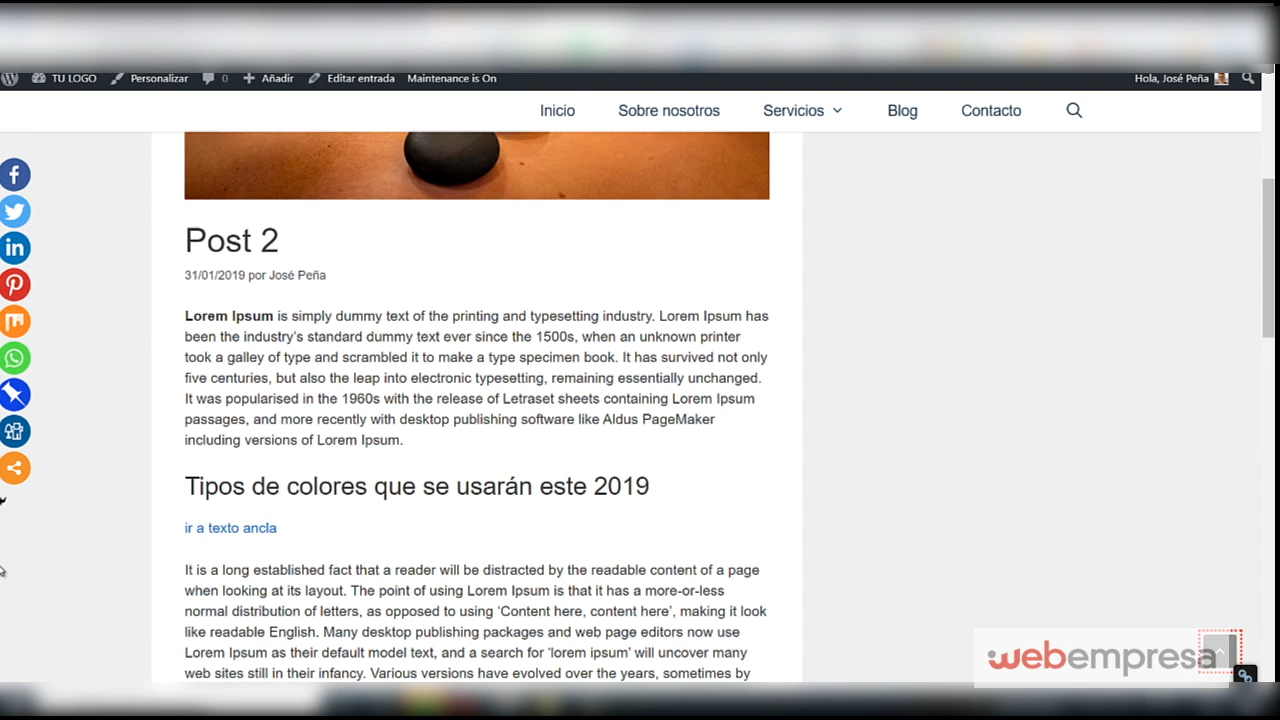 TU LOGO Personalizar 0 Añadir Editar entrada Maintenance is On Hola, José Peña
Inicio Sobre nosotros Servicios Blog Contacto
Post 2
31/01/2019 por José Peña
Lorem Ipsum is simply dummy text of the printing and typesetting industry. Lorem Ipsum has
been the industry’s standard dummy text ever since the 1500s, when an unknown printer
took a galley of type and scrambled it to make a type specimen book. It has survived not only
five centuries, but also the leap into electronic typesetting, remaining essentially unchanged.
It was popularised in the 1960s with the release of Letraset sheets containing Lorem Ipsum
passages, and more recently with desktop publishing software like Aldus PageMaker
including versions of Lorem Ipsum.
Tipos de colores que se usarán este 2019
ir a texto ancla
It is a long established fact that a reader will be distracted by the readable content of a page
when looking at its layout. The point of using Lorem Ipsum is that it has a more-or-less
normal distribution of letters, as opposed to using ‘Content here, content here’, making it look
like readable English. Many desktop publishing packages and web page editors now use
Lorem Ipsum as their default model text, and a search for ‘lorem ipsum’ will uncover many
web sites still in their infancy. Various versions have evolved over the years, sometimes by
webempresa